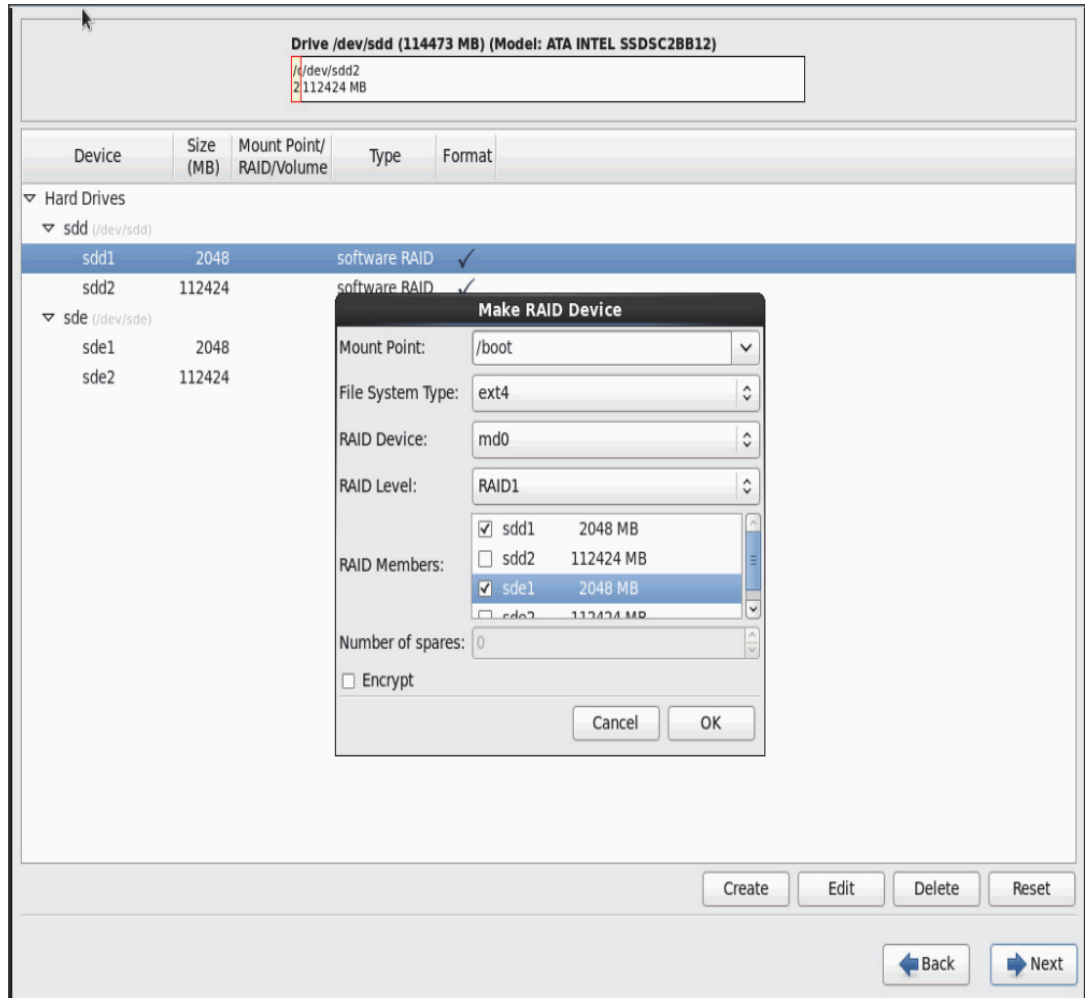 Drive /dev/sdd (114473 MB) (Model: ATA INTEL SSDSC2BB12)
/dev/sdd2
112424 MB
Device Size (MB) Mount Point/ RAID/Volume Type Format
Hard Drives
sdd (/dev/sdd)
sdd1 2048 software RAID
sdd2 112424 software RAID
sde (/dev/sde)
sde1 2048
sde2 112424
Make RAID Device
Mount Point: /boot
File System Type: ext4
RAID Device: md0
RAID Level: RAID1
RAID Members:
sdd1 2048 MB
sdd2 112424 MB
sde1 2048 MB
sde2 112424 MB
Number of spares: 0
Encrypt
Cancel OK
Create Edit Delete Reset
Back Next